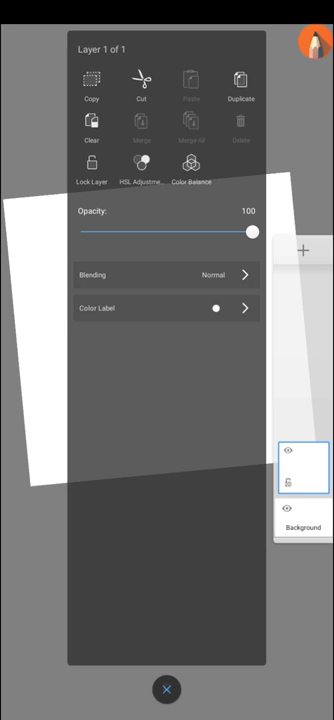 Layer 1 of 1
Copy
Cut
Paste
Duplicate
Clear
Merge
Merge All
Delete
Lock Layer
HSL Adjustme...
Color Balance
Opacity:
100
Blending
Normal
Color Label
Background